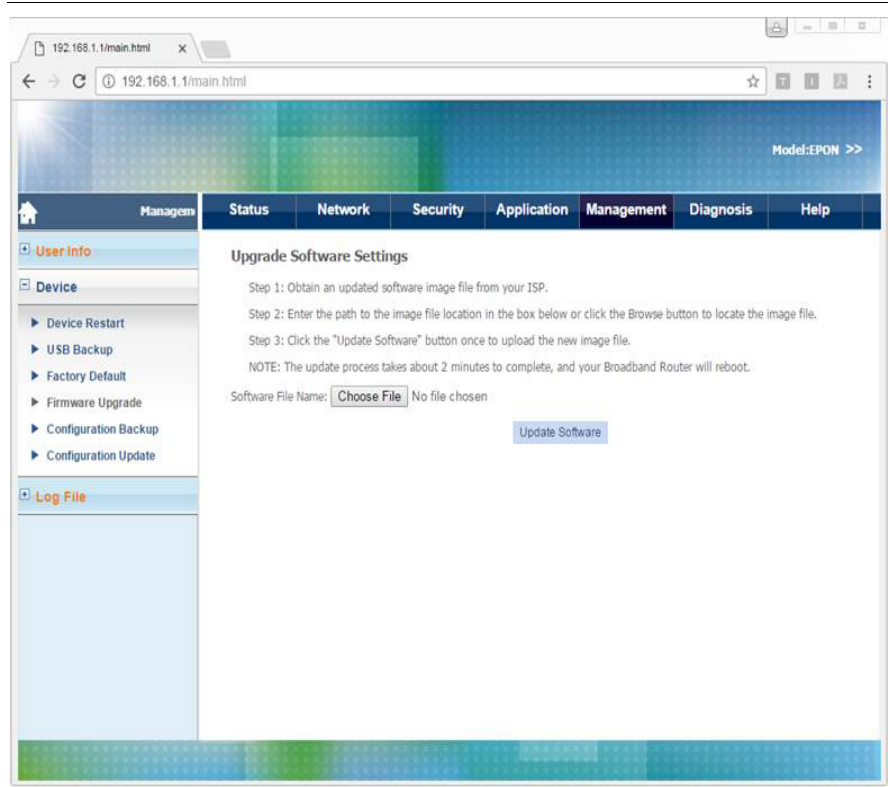 192.168.1.1/main.html
192.168.1.1/main.html
Model:EPON >>
Managem
Status Network Security Application Management Diagnosis Help
User Info
Device
Device Restart
USB Backup
Factory Default
Firmware Upgrade
Configuration Backup
Configuration Update
Log File
Upgrade Software Settings
Step 1: Obtain an updated software image file from your ISP.
Step 2: Enter the path to the image file location in the box below or click the Browse button to locate the image file.
Step 3: Click the "Update Software" button once to upload the new image file.
NOTE: The update process takes about 2 minutes to complete, and your Broadband Router will reboot.
Software File Name: Choose File No file chosen
Update Software